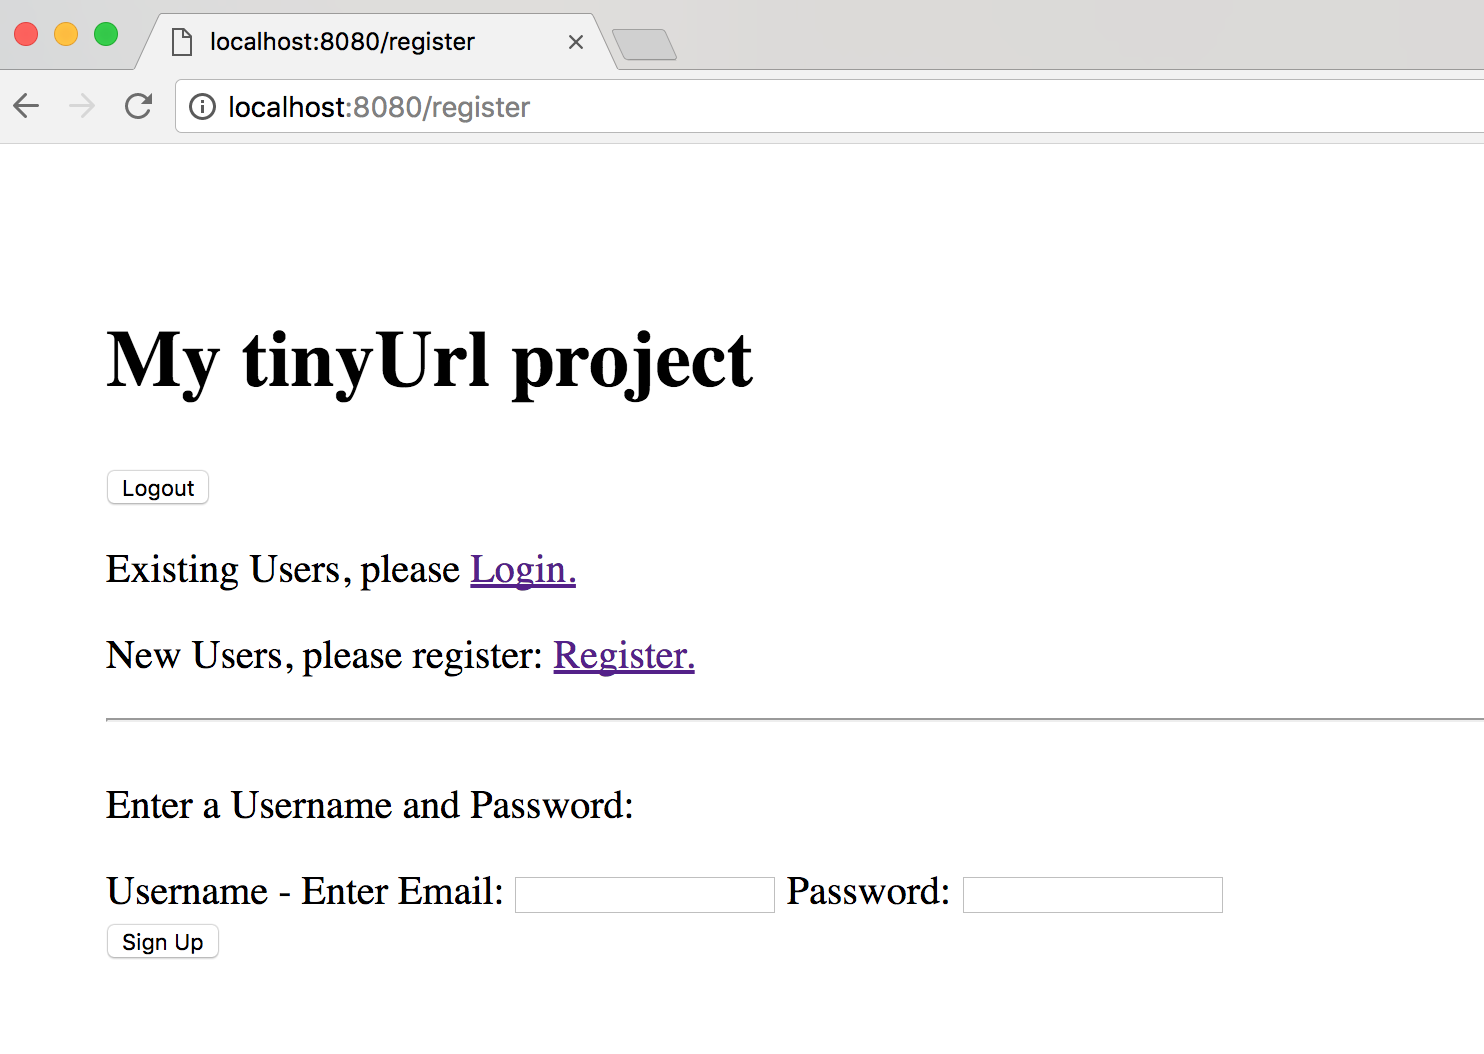 localhost:8080/register
localhost:8080/register
My tinyUrl project
Logout
Existing Users, please Login.
New Users, please register: Register.
Enter a Username and Password:
Username - Enter Email: Password:
Sign Up